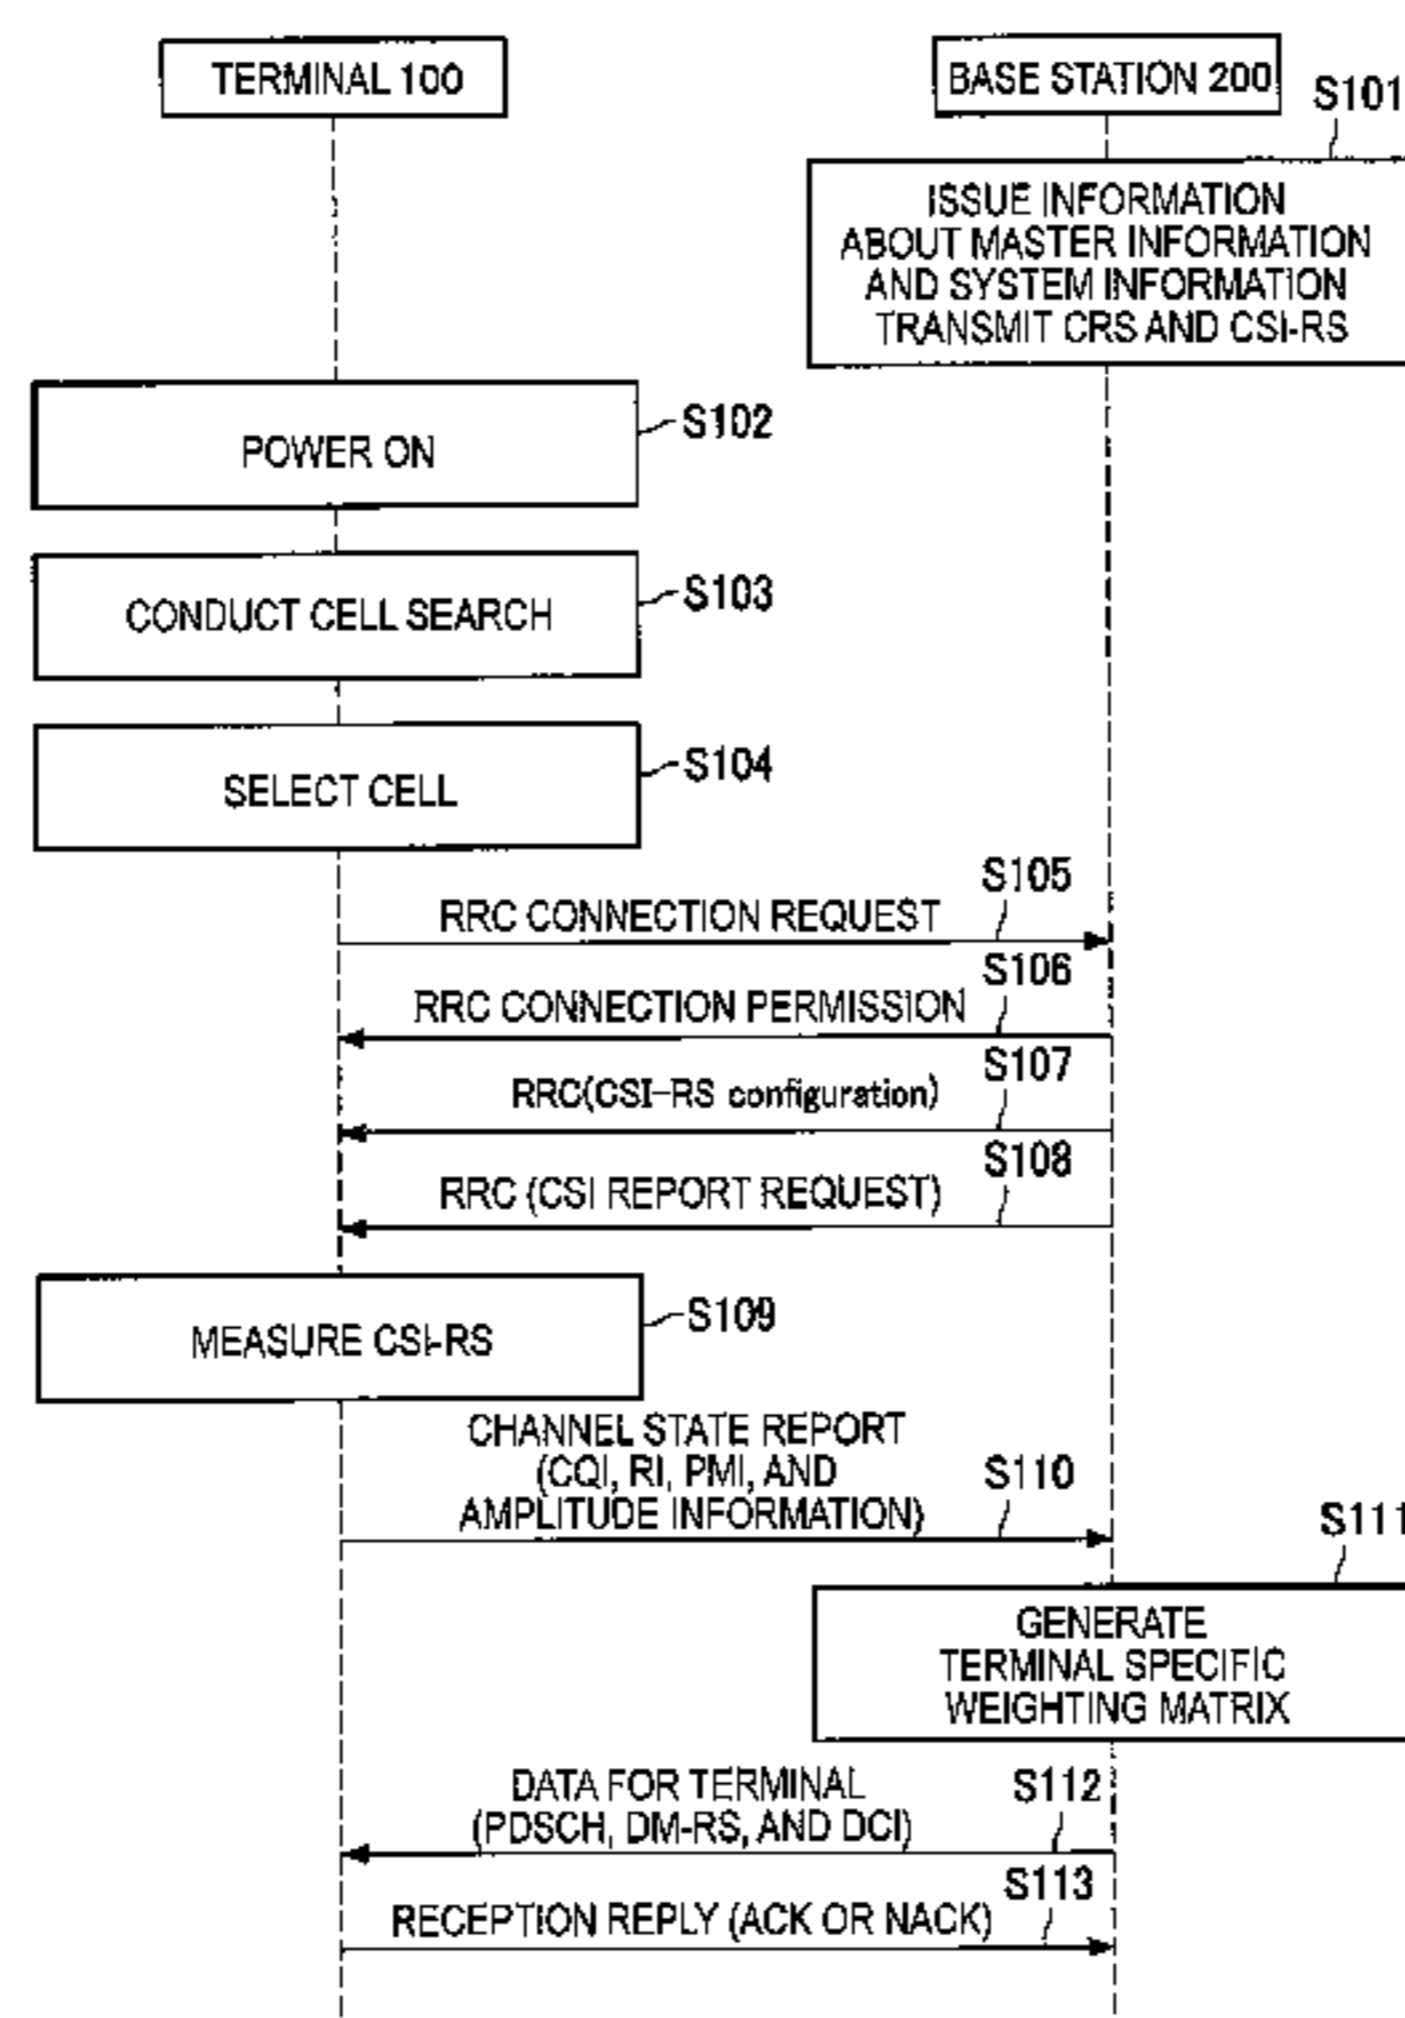 TERMINAL 100
BASE STATION 200
S101
ISSUE INFORMATION
ABOUT MASTER INFORMATION
AND SYSTEM INFORMATION
TRANSMIT CRS AND CSI-RS
POWER ON
S102
CONDUCT CELL SEARCH
S103
SELECT CELL
S104
S105
RRC CONNECTION REQUEST
S106
RRC CONNECTION PERMISSION
S107
RRC(CSI-RS configuration)
S108
RRC (CSI REPORT REQUEST)
MEASURE CSI-RS
S109
CHANNEL STATE REPORT
(CQI, RI, PMI, AND
AMPLITUDE INFORMATION)
S110
S111
GENERATE
TERMINAL SPECIFIC
WEIGHTING MATRIX
DATA FOR TERMINAL
(PDSCH, DM-RS, AND DCI)
S112
S113
RECEPTION REPLY (ACK OR NACK)